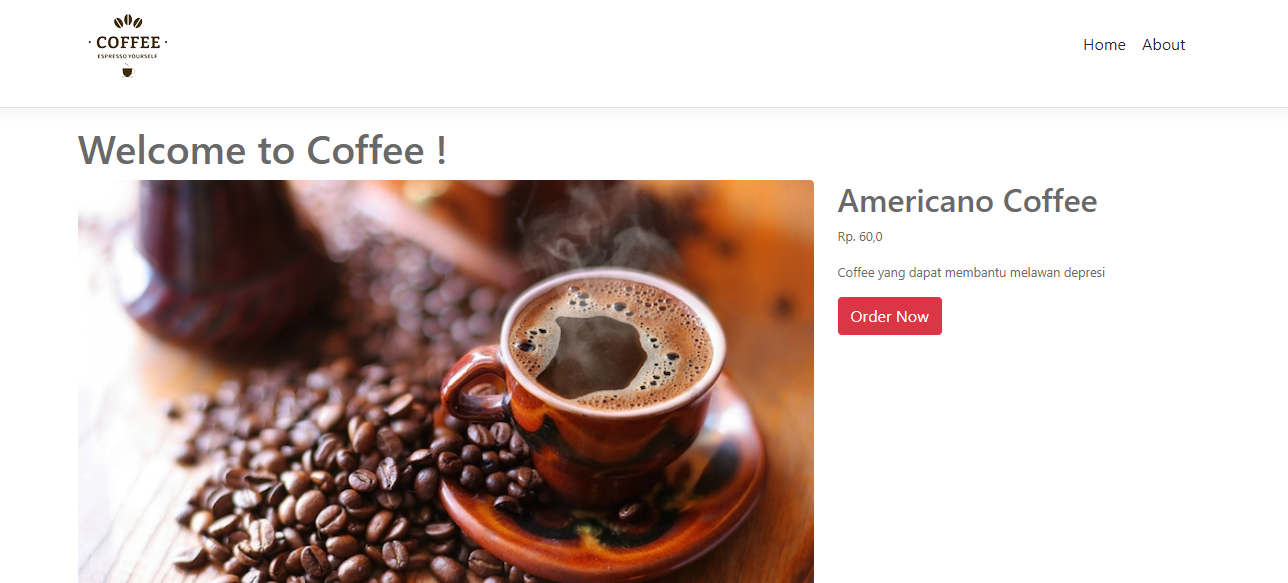 · COFFEE ·
ESPRESSO YOURSELF
Home About
Welcome to Coffee !
Americano Coffee
Rp. 60,0
Coffee yang dapat membantu melawan depresi
Order Now